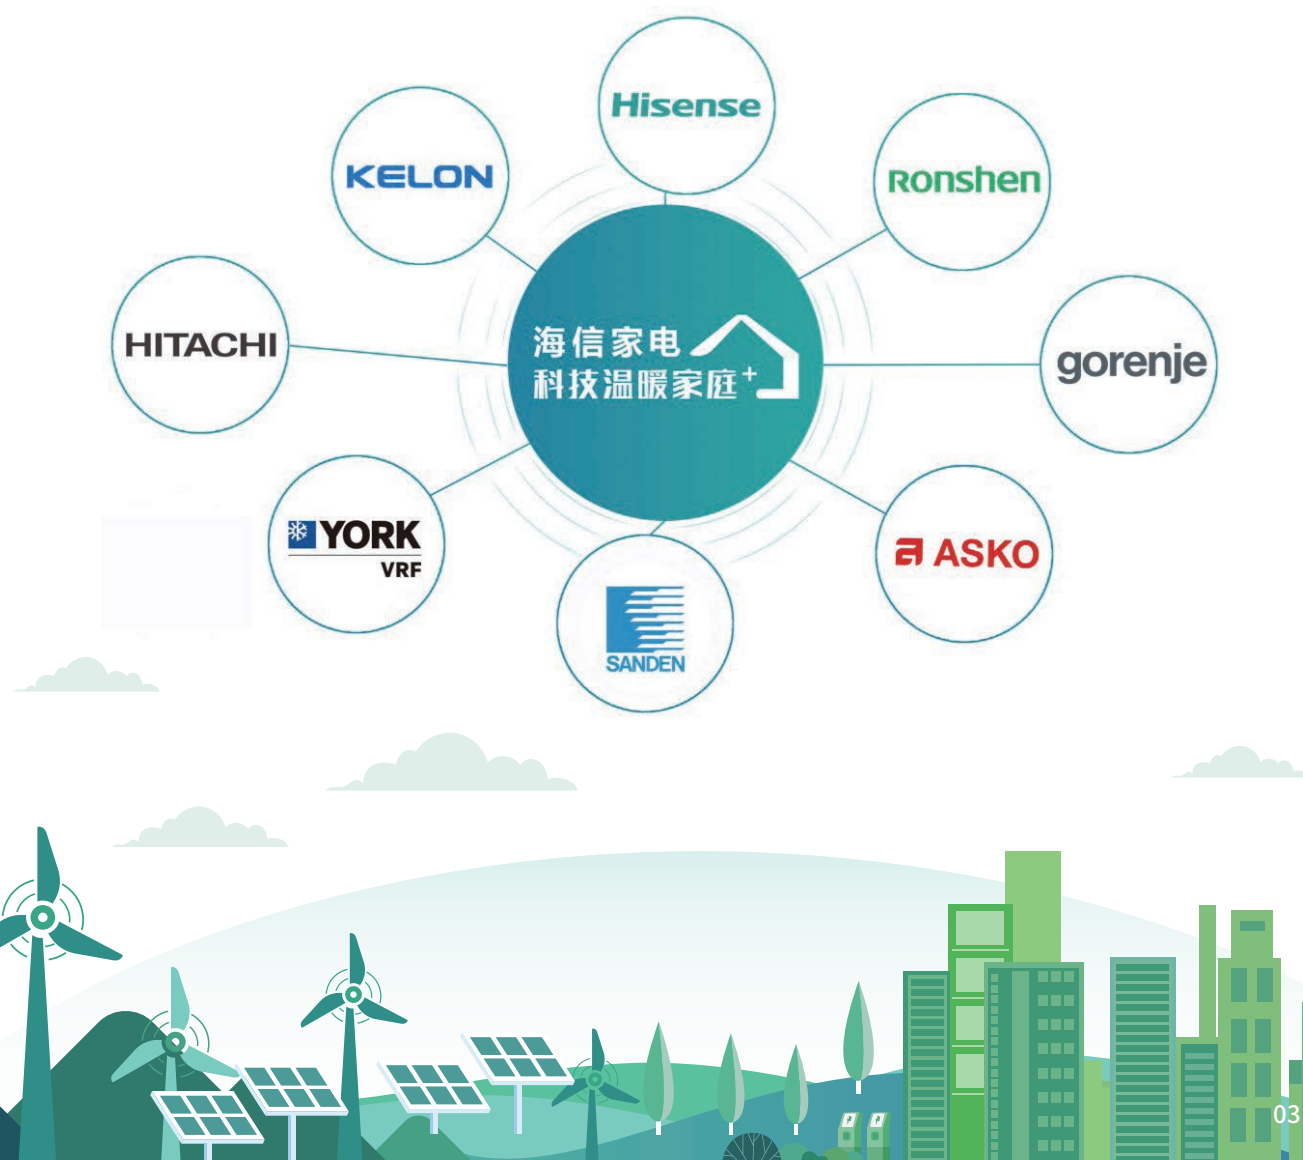 Hisense
KELON
Ronshen
HITACHI
海信家电
科技温暖家庭+
gorenje
YORK
VRF
ASKO
SANDEN
03